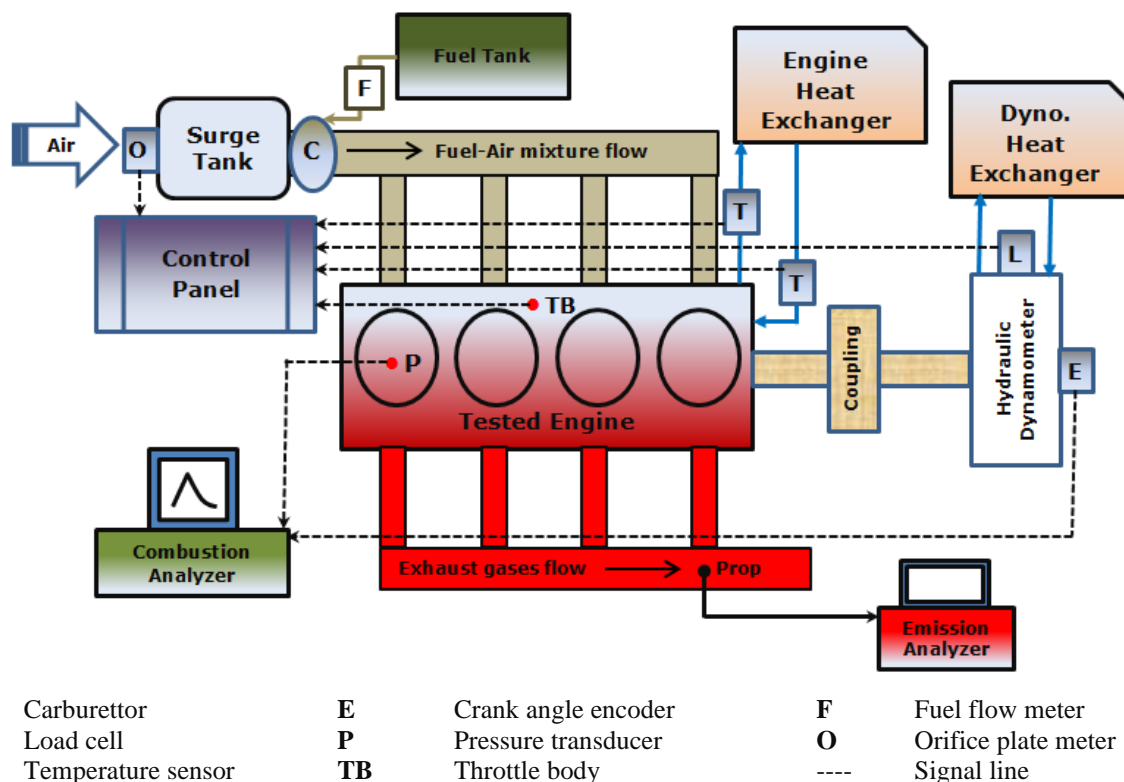 Fuel Tank
F
Engine
Heat
Exchanger
Dyno.
Heat
Exchanger
Air
O
Surge
Tank
C
Fuel-Air mixture flow
T
L
T
Control
Panel
TB
P
Tested Engine
Coupling
Hydraulic
Dynamometer
E
Combustion
Analyzer
Exhaust gases flow
Prop
Emission
Analyzer
Carburettor E Crank angle encoder F Fuel flow meter
Load cell P Pressure transducer O Orifice plate meter
Temperature sensor TB Throttle body ---- Signal line